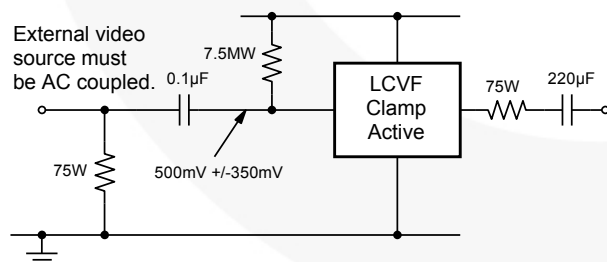 External video
source must
be AC coupled.
0.1µF
7.5MW
75W
500mV +/-350mV
LCVF
Clamp
Active
75W
220µF